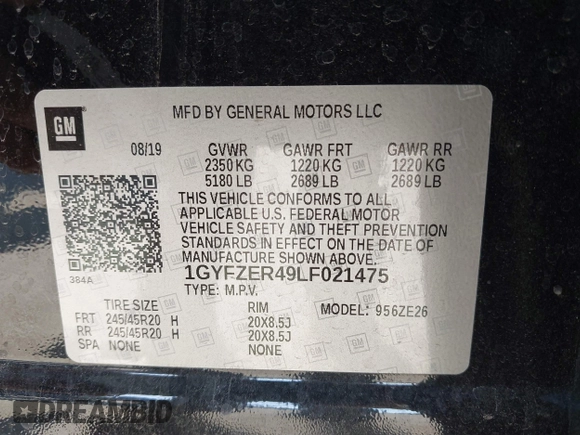 GM
MFD BY GENERAL MOTORS LLC
08/19 GVWR GAWR FRT GAWR RR
2350 KG 1220 KG 1220 KG
5180 LB 2689 LB 2689 LB
THIS VEHICLE CONFORMS TO ALL
APPLICABLE U.S. FEDERAL MOTOR
VEHICLE SAFETY AND THEFT PREVENTION
STANDARDS IN EFFECT ON THE DATE OF
MANUFACTURE SHOWN ABOVE.
1GYFZER49LF021475
384A
TYPE: M.P.V.
TIRE SIZE RIM MODEL: 956ZE26
FRT 245/45R20 H 20X8.5J
RR 245/45R20 H 20X8.5J
SPA NONE NONE
DREAMBID